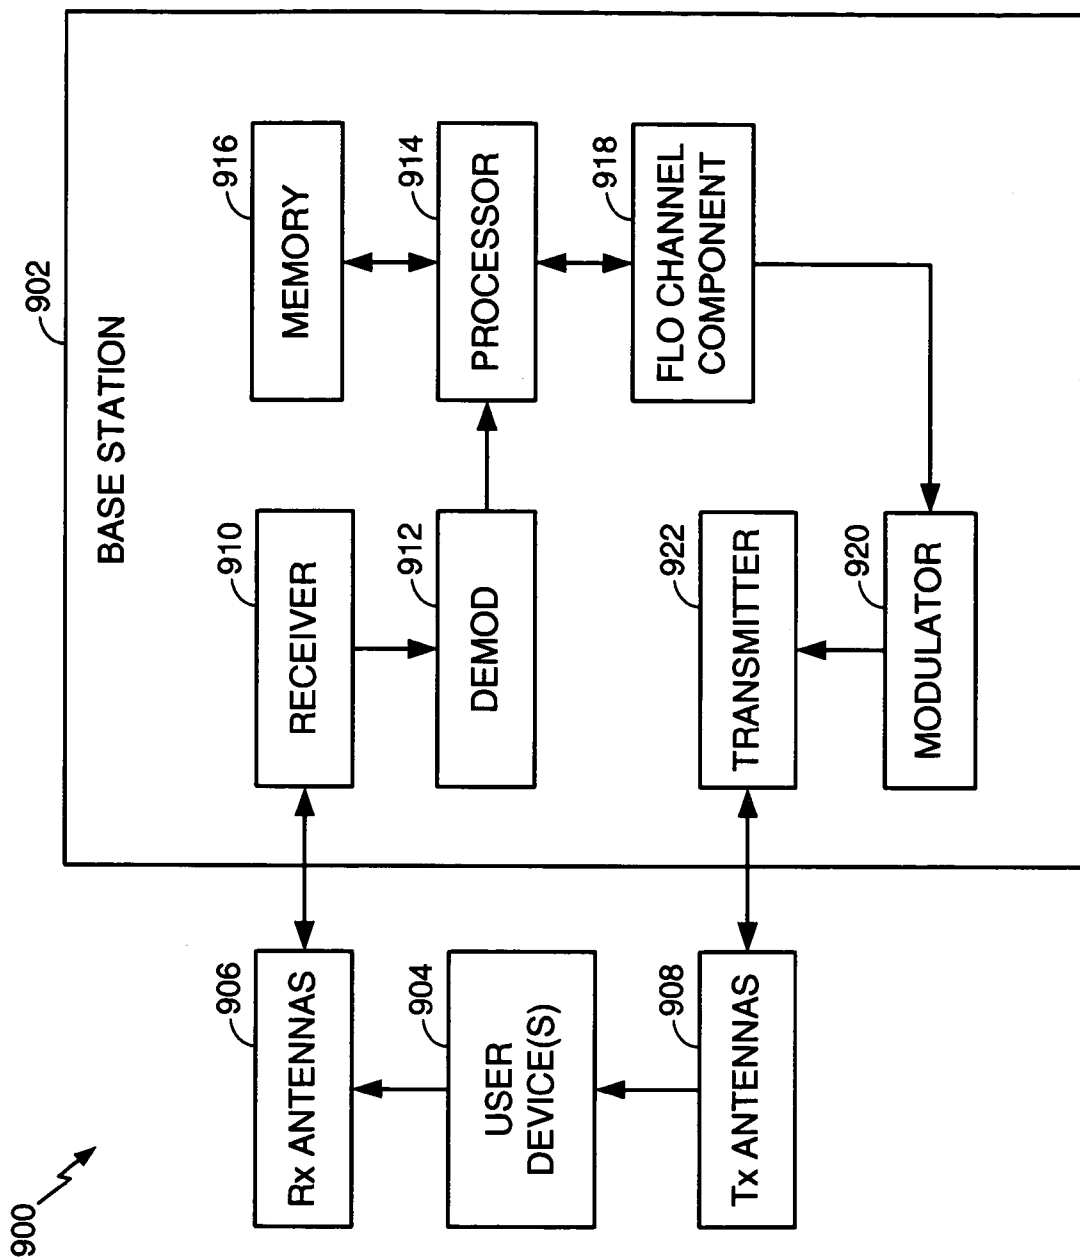 900
902
BASE STATION
Rx ANTENNAS
906
RECEIVER
910
MEMORY
916
USER
DEVICE(S)
904
DEMOD
912
PROCESSOR
914
Tx ANTENNAS
908
TRANSMITTER
922
FLO CHANNEL
COMPONENT
918
MODULATOR
920